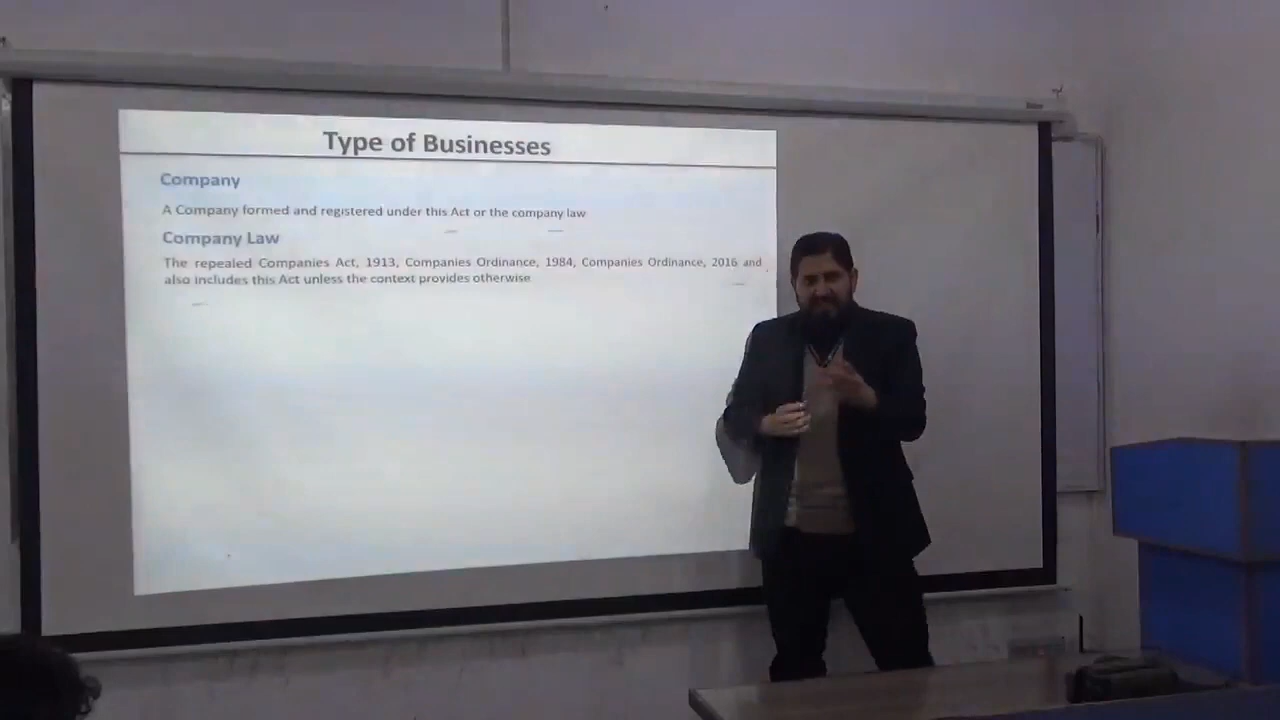 Type of Businesses
Company
A Company formed and registered under this Act or the company law
Company Law
The repealed Companies Act, 1913, Companies Ordinance, 1984, Companies Ordinance, 2016 and
also includes this Act unless the context provides otherwise